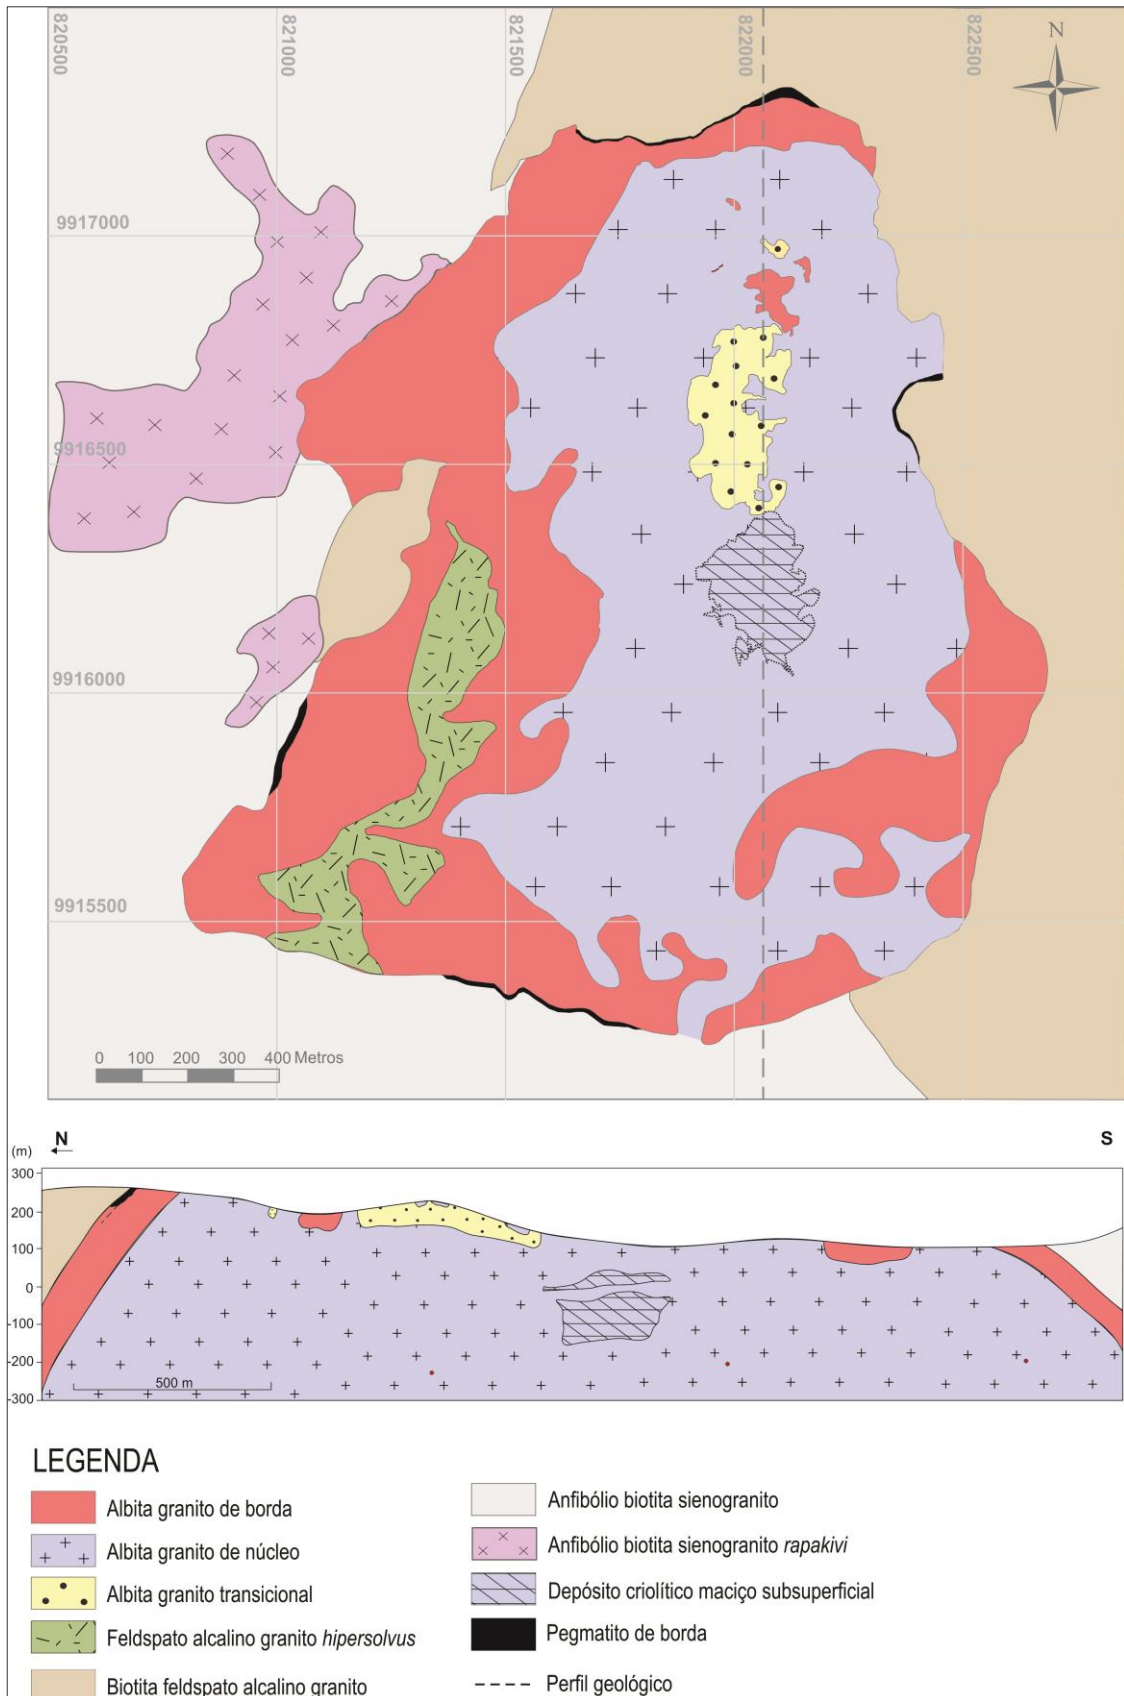 820500
821000
821500
822000
822500
N
9917000
9916500
9916000
9915500
0 100 200 300 400 Metros
(m) N S
300
200
100
0
-100
-200
-300
500 m
LEGENDA
Albita granito de borda
Albita granito de núcleo
Albita granito transicional
Feldspato alcalino granito hipersolvus
Biotita feldspato alcalino granito
Anfibólio biotita sienogranito
Anfibólio biotita sienogranito rapakivi
Depósito criolítico maciço subsuperficial
Pegmatito de borda
Perfil geológico